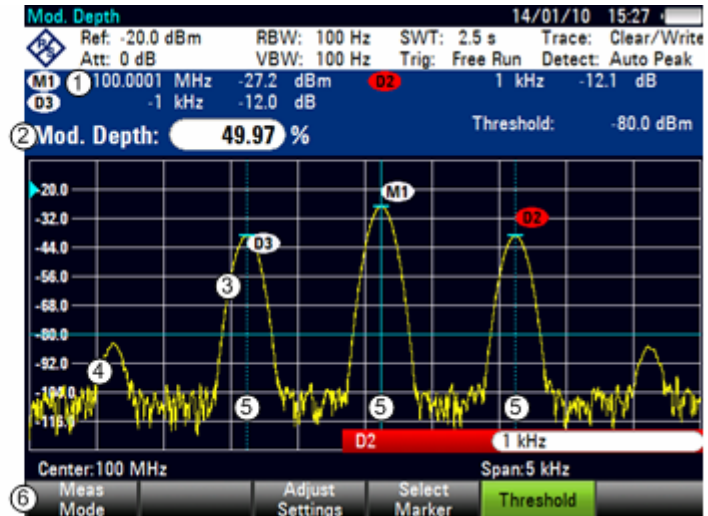 Mod. Depth 14/01/10 15:27
Ref: -20.0 dBm RBW: 100 Hz SWT: 2.5 s Trace: Clear/Write
Att: 0 dB VBW: 100 Hz Trig: Free Run Detect: Auto Peak
M1 1 100.0001 MHz -27.2 dBm D2 1 kHz -12.1 dB
D3 -1 kHz -12.0 dB
2 Mod. Depth: 49.97 % Threshold: -80.0 dBm
-20.0
M1
-32.0
D2
-44.0
D3
-56.0
3
-68.0
-80.0
-92.0
4
5 5 5
-116.0
D2 1 kHz
Center:100 MHz Span:5 kHz
6 Meas Mode
Adjust Settings
Select Marker
Threshold